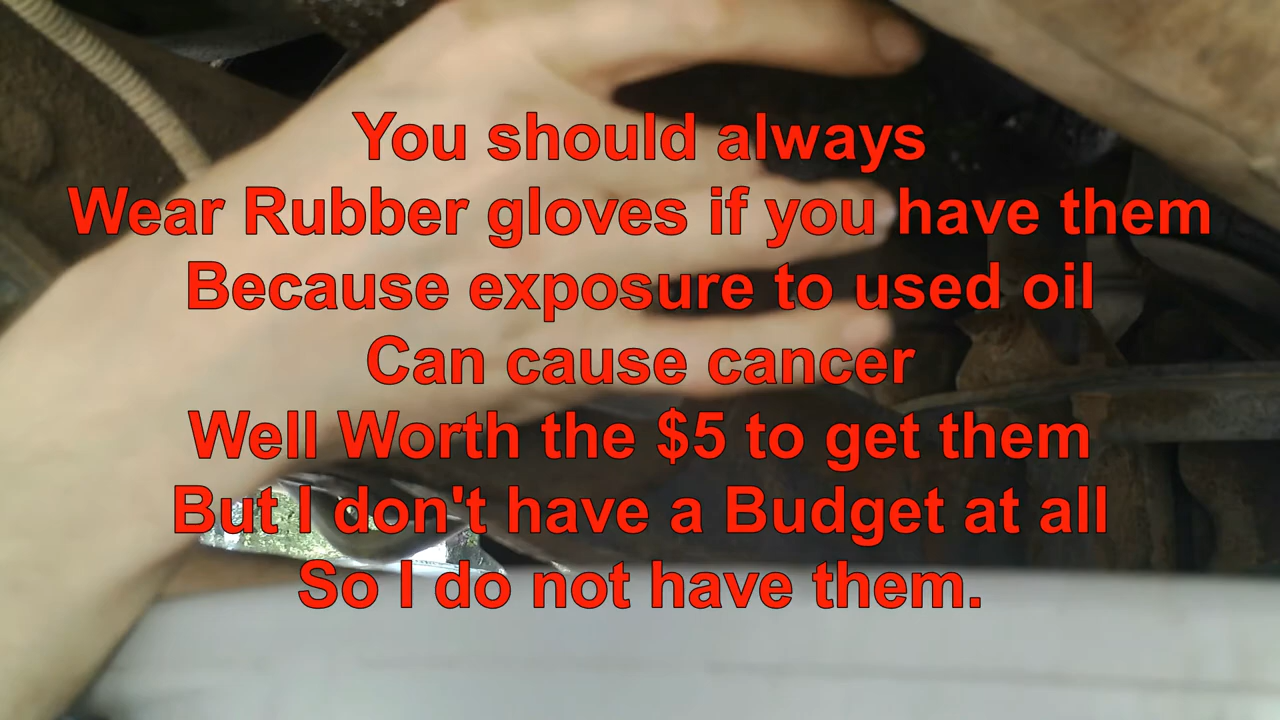 You should always
Wear Rubber gloves if you have them
Because exposure to used oil
Can cause cancer
Well Worth the $5 to get them
But I don't have a Budget at all
So I do not have them.